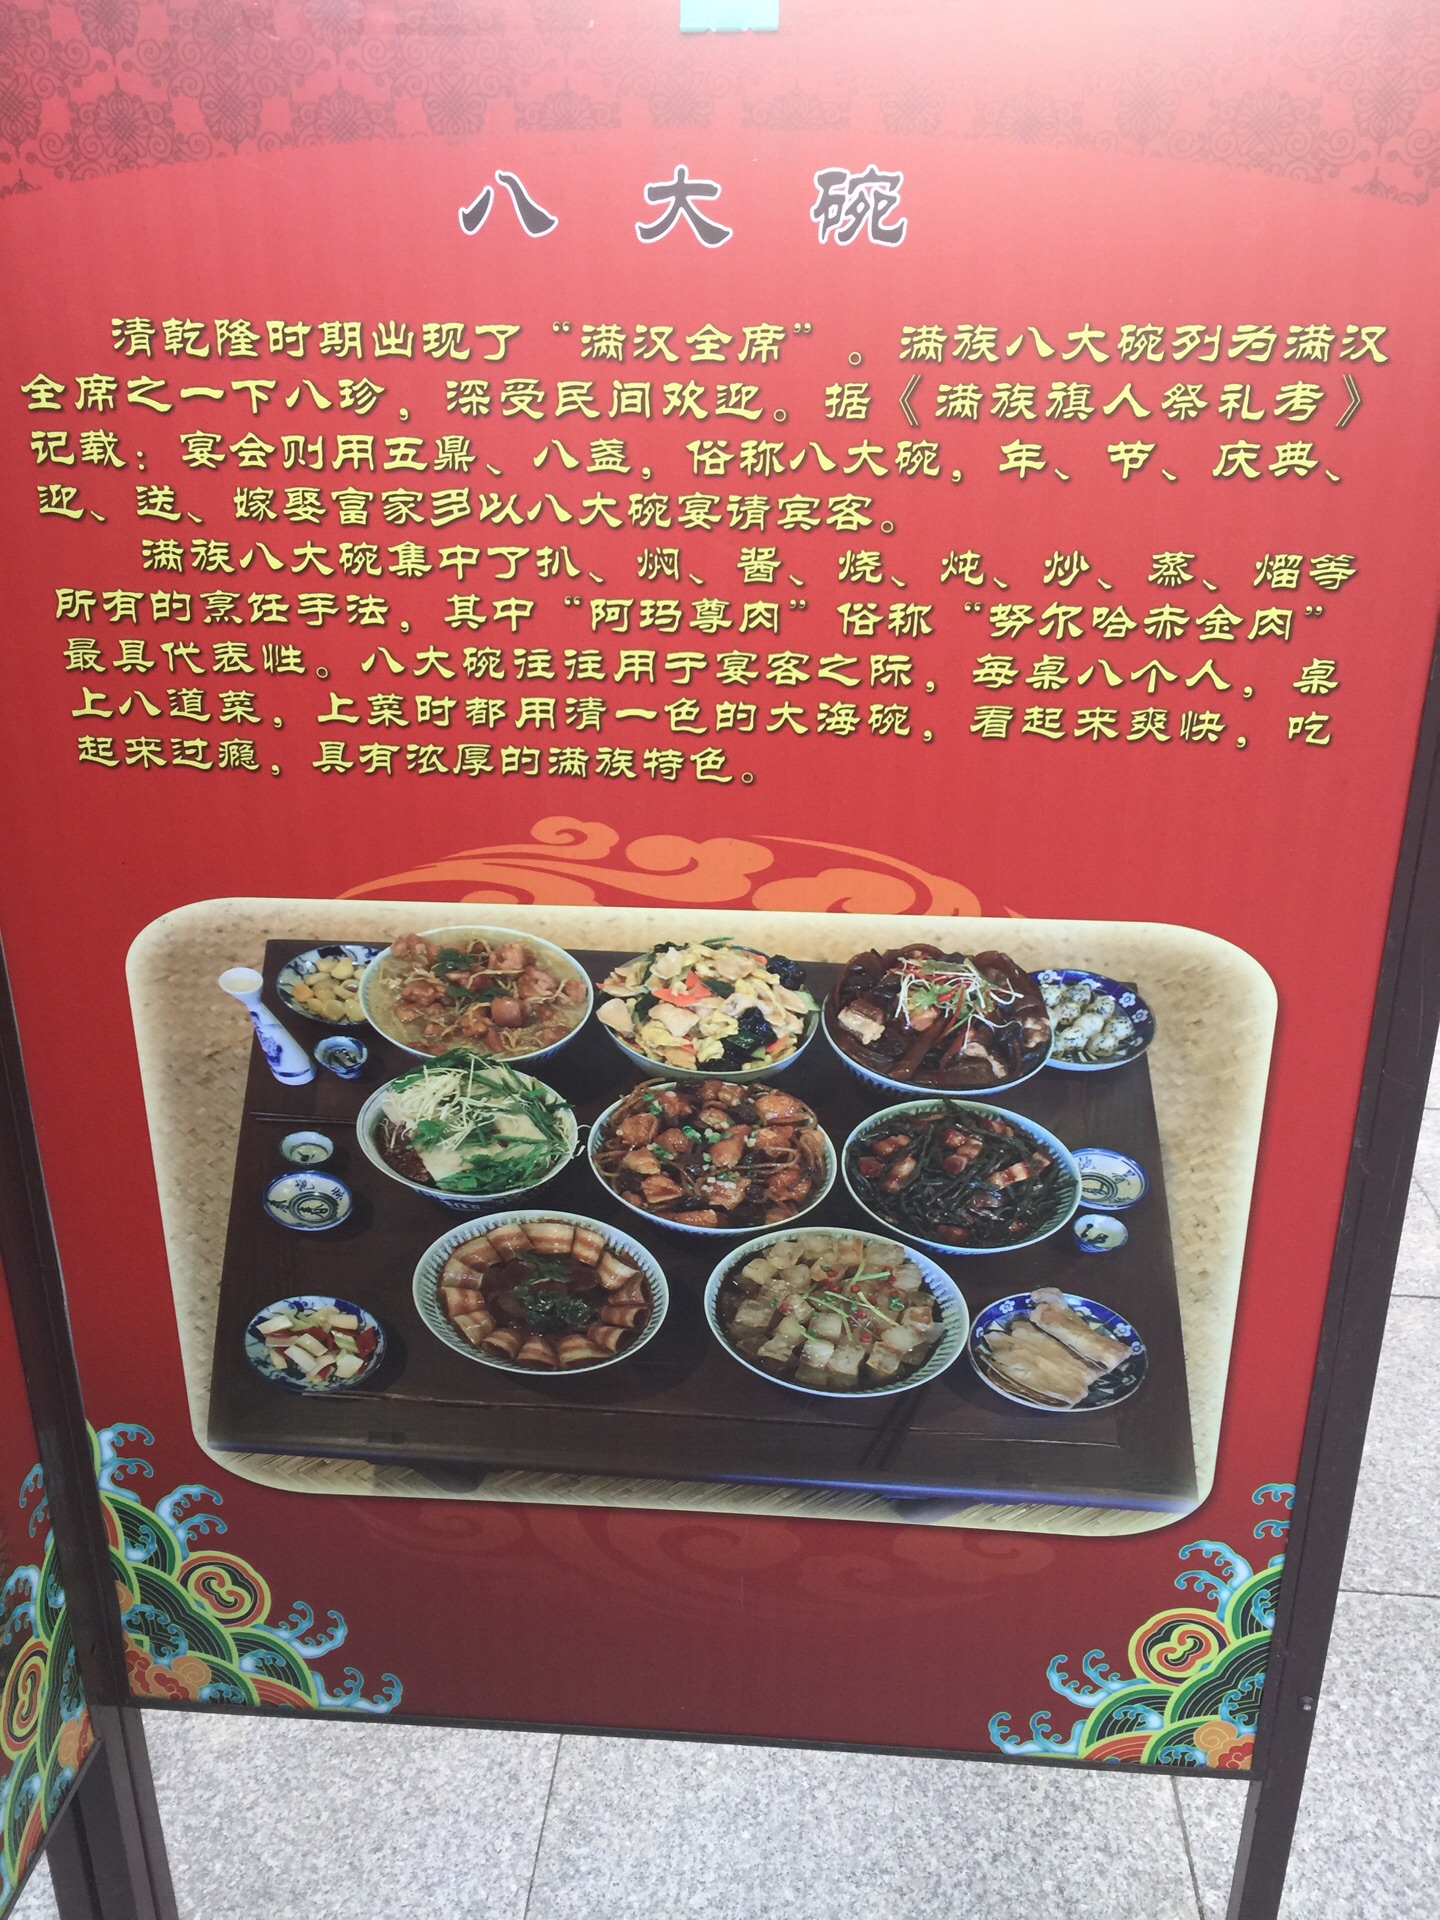 八大碗
清乾隆时期出现了“满汉全席”。满族八大碗列为满汉
全席之一下八珍，深受民间欢迎。据《满族旗人祭礼考》
记载：宴会则用五鼎、八盏，俗称八大碗，年、节、庆典、
迎、送、嫁娶富家多以八大碗宴请宾客。
满族八大碗集中了扒、焖、酱、烧、炖、炒、蒸、熘等
所有的烹饪手法，其中“阿玛尊肉”俗称“努尔哈赤金肉”
最具代表性。八大碗往往用于宴客之际，每桌八个人，桌
上八道菜，上菜时都用清一色的大海碗，看起来爽快，吃
起来过瘾，具有浓厚的满族特色。